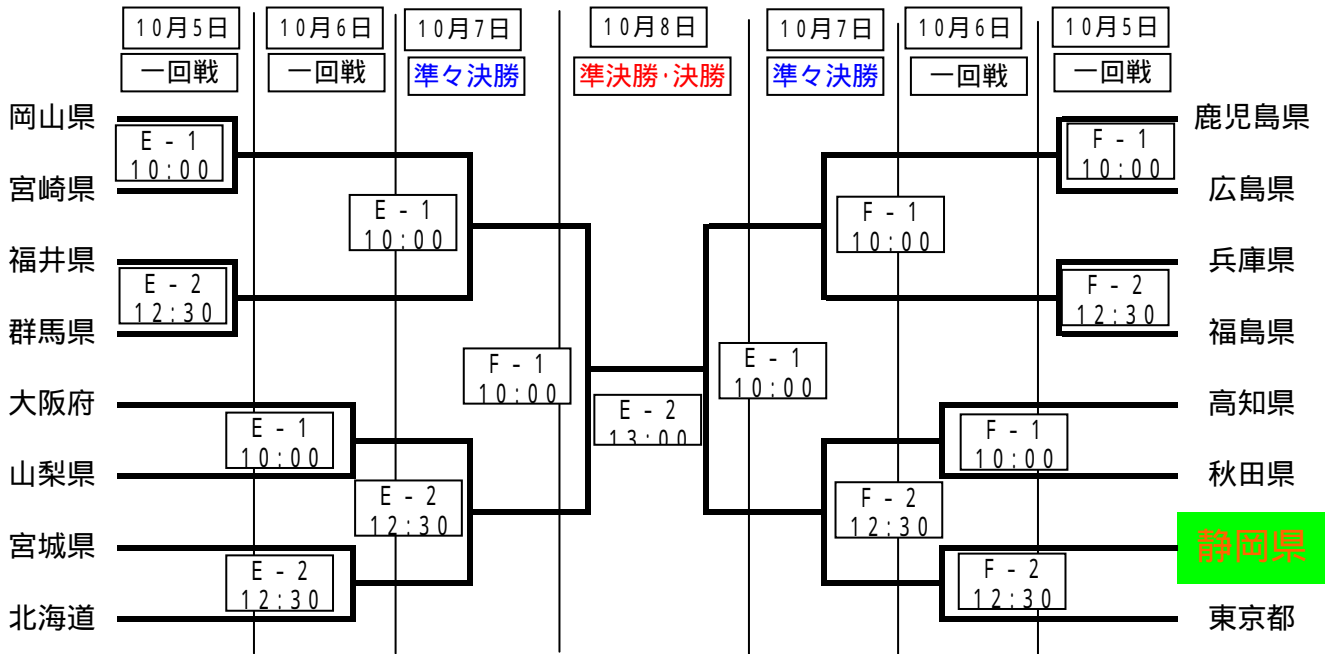 10月5日
10月6日
10月7日
10月8日
10月7日
10月6日
10月5日
一回戦
一回戦
準々決勝
準決勝・決勝
準々決勝
一回戦
一回戦
岡山県
E - 1
10:00
宮崎県
福井県
E - 2
12:30
群馬県
大阪府
E - 1
10:00
山梨県
宮城県
E - 2
12:30
北海道
E - 1
10:00
E - 2
12:30
F - 1
10:00
E - 2
13:00
E - 1
10:00
F - 1
10:00
F - 2
12:30
鹿児島県
F - 1
10:00
広島県
兵庫県
F - 2
12:30
福島県
高知県
F - 1
10:00
秋田県
静岡県
F - 2
12:30
東京都